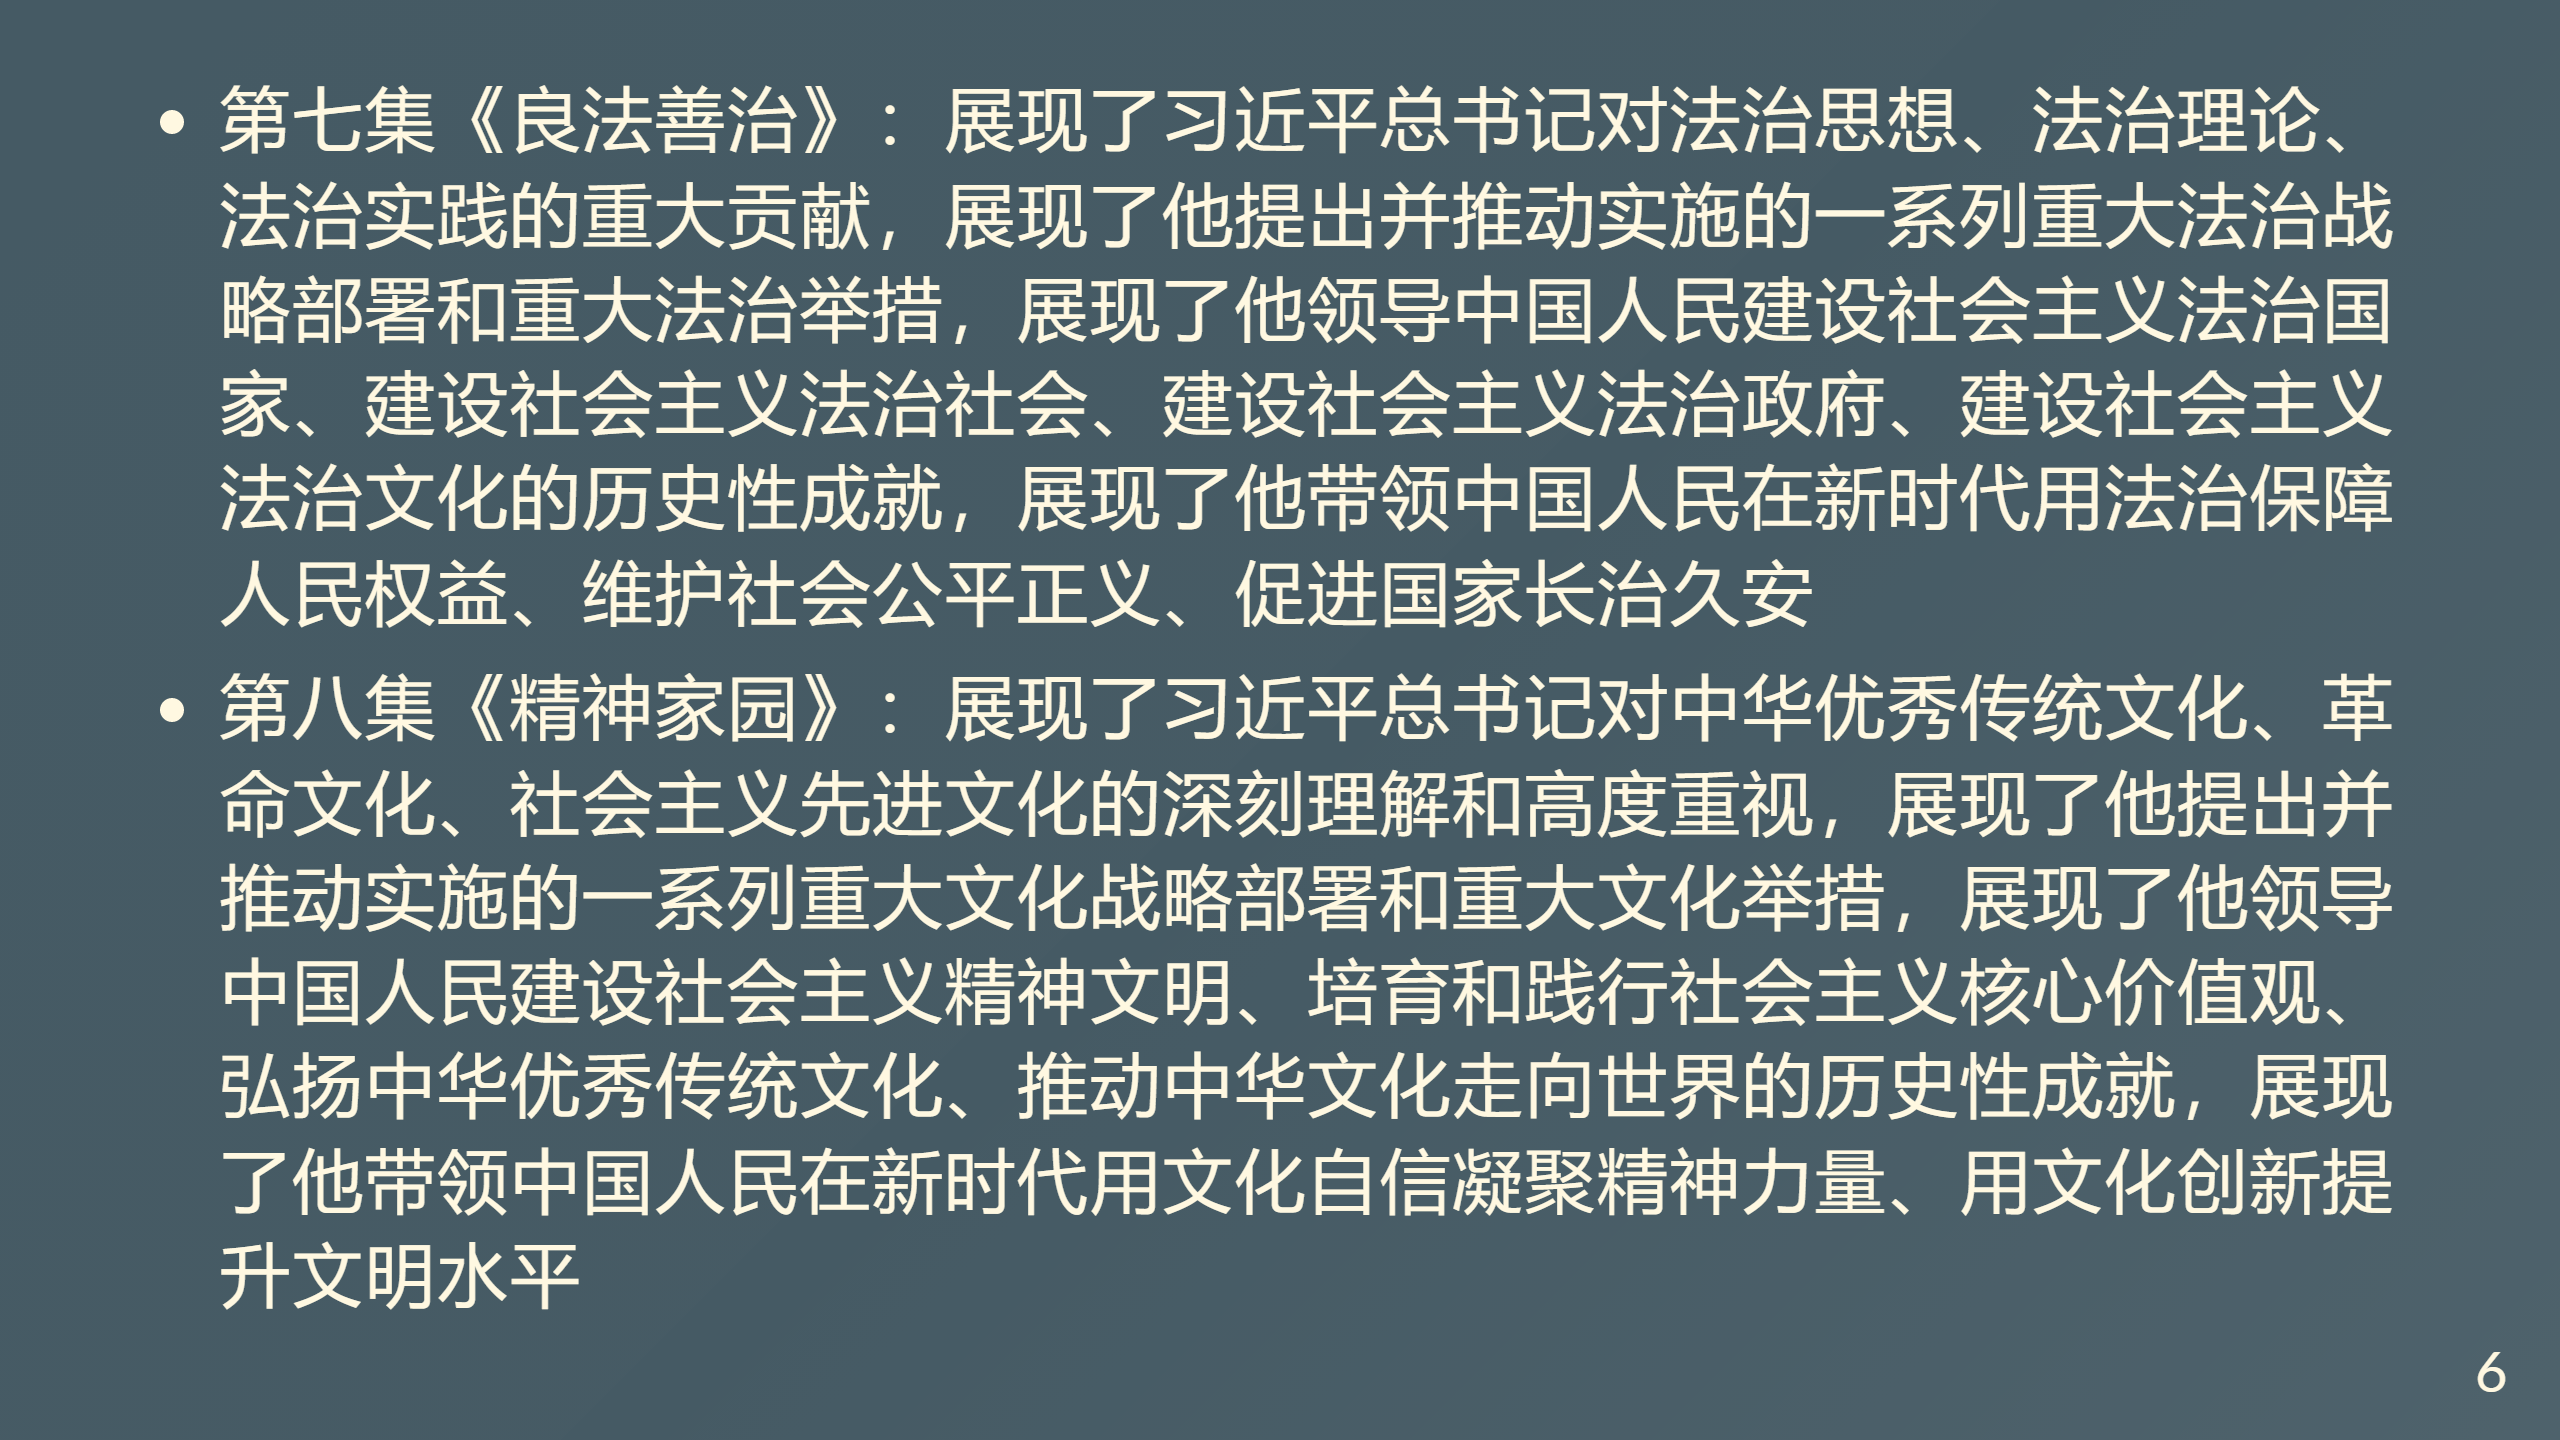 • 第七集《良法善治》：展现了习近平总书记对法治思想、法治理论、
法治实践的重大贡献，展现了他提出并推动实施的一系列重大法治战
略部署和重大法治举措，展现了他领导中国人民建设社会主义法治国
家、建设社会主义法治社会、建设社会主义法治政府、建设社会主义
法治文化的历史性成就，展现了他带领中国人民在新时代用法治保障
人民权益、维护社会公平正义、促进国家长治久安
• 第八集《精神家园》：展现了习近平总书记对中华优秀传统文化、革
命文化、社会主义先进文化的深刻理解和高度重视，展现了他提出并
推动实施的一系列重大文化战略部署和重大文化举措，展现了他领导
中国人民建设社会主义精神文明、培育和践行社会主义核心价值观、
弘扬中华优秀传统文化、推动中华文化走向世界的历史性成就，展现
了他带领中国人民在新时代用文化自信凝聚精神力量、用文化创新提
升文明水平
6